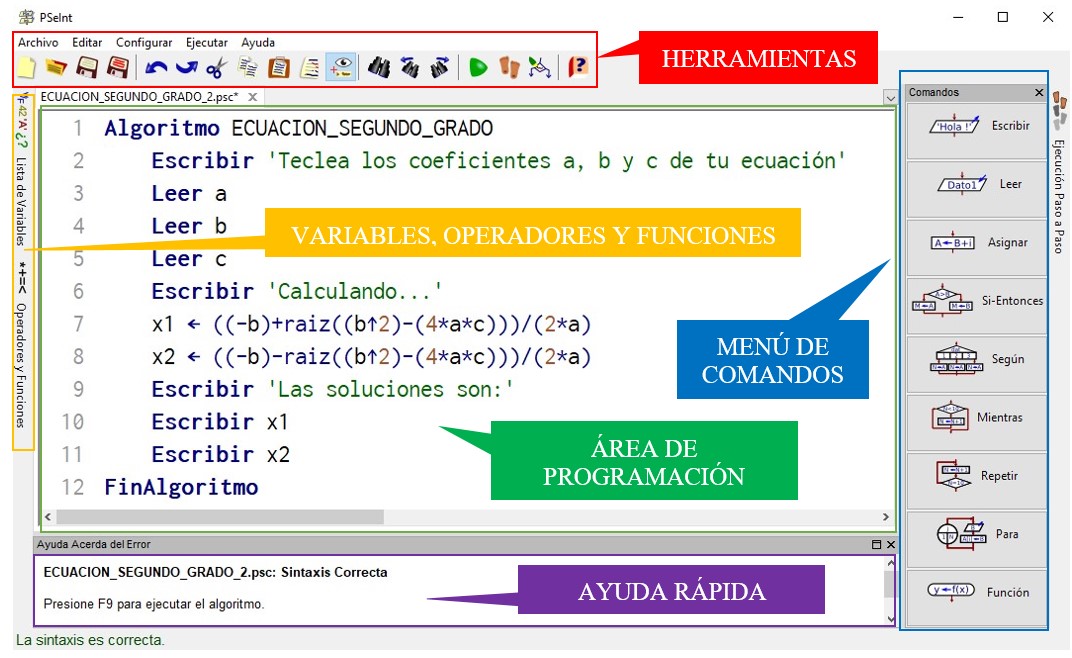 PSeInt
Archivo Editar Configurar Ejecutar Ayuda
HERRAMIENTAS
ECUACION_SEGUNDO_GRADO_2.psc*
1 Algoritmo ECUACION_SEGUNDO_GRADO
2 Escribir 'Teclea los coeficientes a, b y c de tu ecuación'
3 Leer a
4 Leer b
5 Leer c
6 Escribir 'Calculando...'
7 x1 ← ((-b)+raiz((b↑2)-(4*a*c)))/(2*a)
8 x2 ← ((-b)-raiz((b↑2)-(4*a*c)))/(2*a)
9 Escribir 'Las soluciones son:'
10 Escribir x1
11 Escribir x2
12 FinAlgoritmo
Lista de Variables
*+=< Operadores y Funciones
VARIABLES, OPERADORES Y FUNCIONES
MENÚ DE
COMANDOS
ÁREA DE
PROGRAMACIÓN
Comandos
'Hola !' Escribir
Dato1 Leer
A←B+i Asignar
Si-Entonces
Según
Mientras
Repetir
Para
y←f(x) Función
Ejecución Paso a Paso
Ayuda Acerca del Error
ECUACION_SEGUNDO_GRADO_2.psc: Sintaxis Correcta
Presione F9 para ejecutar el algoritmo.
AYUDA RÁPIDA
La sintaxis es correcta.